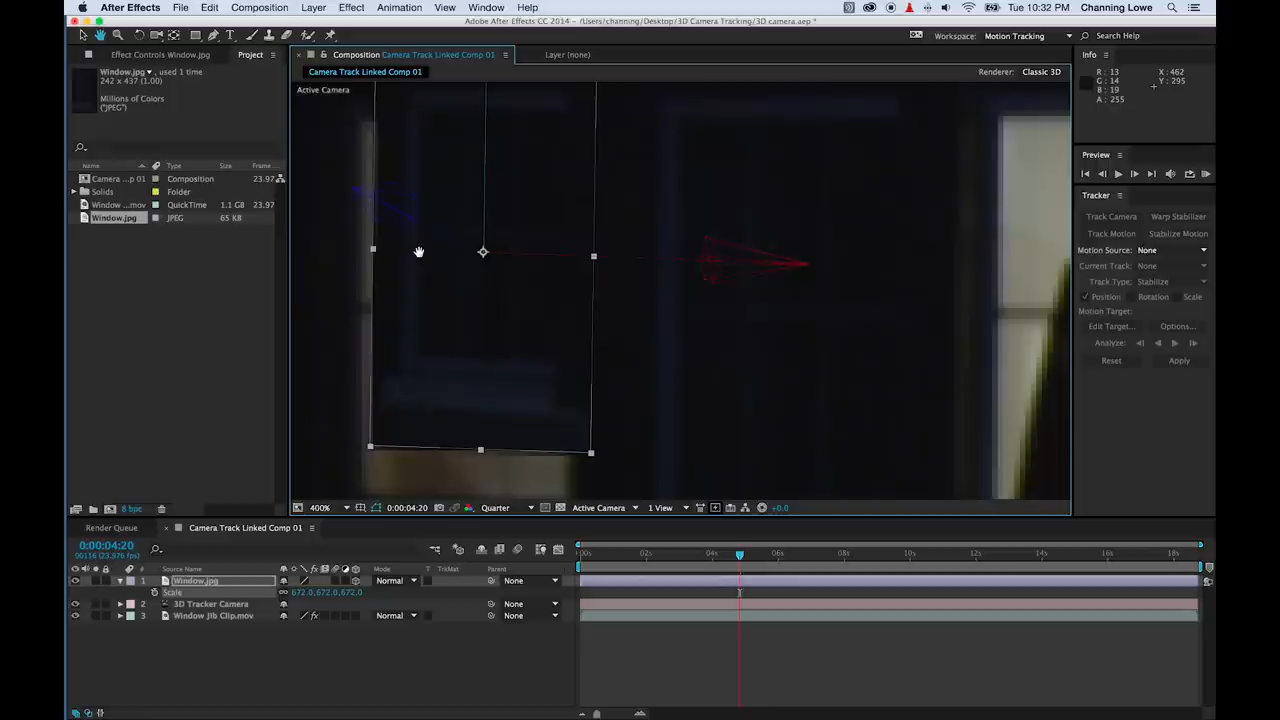 After Effects File Edit Composition Layer Effect Animation View Window Help Tue 10:32 PM Channing Lowe
Adobe After Effects CC 2014 - /Users/channing/Desktop/3D Camera Tracking/3D camera.aep *
Workspace: Motion Tracking Search Help
Effect Controls Window.jpg Project
Composition Camera Track Linked Comp 01
Layer (none)
Info
Window.jpg, used 1 time
242 x 437 (1.00)
Millions of Colors
("JPEG")
Camera Track Linked Comp 01
Renderer: Classic 3D
Active Camera
R: 13 X: 462
G: 14 Y: 295
B: 19
A: 255
Preview
Name Type Size Frame...
Camera ...p 01 Composition 23.97
Solids Folder
Window ...mov QuickTime 1.1 GB 23.97
Window.jpg JPEG 65 KB
Tracker
Track Camera Warp Stabilizer
Track Motion Stabilize Motion
Motion Source: None
Current Track: None
Track Type: Stabilize
Position Rotation Scale
Motion Target:
Edit Target... Options...
Analyze:
Reset Apply
8 bpc
400% 0:00:04:20 Quarter Active Camera 1 View +0.0
Render Queue Camera Track Linked Comp 01
0:00:04:20
00116 (23.976 fps)
:00s 02s 04s 06s 08s 10s 12s 14s 16s 18s
# Source Name Mode T TrkMat Parent
1 Window.jpg Normal None
Scale 672.0,672.0,672.0
2 3D Tracker Camera None
3 Window Jib Clip.mov Normal None